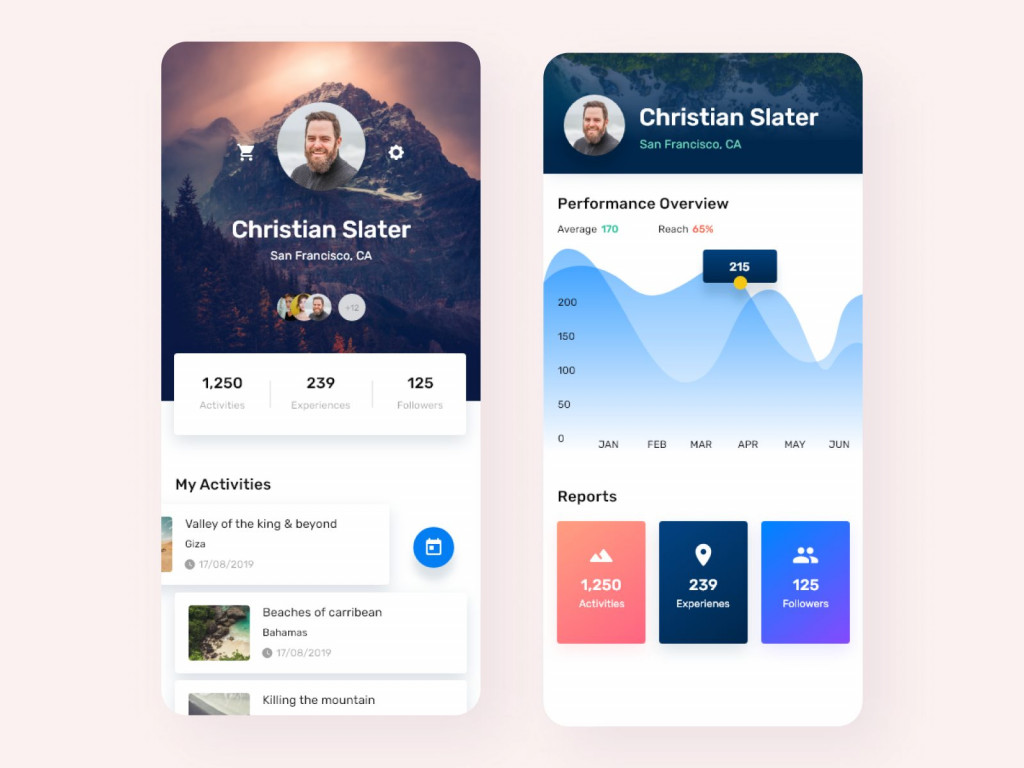 Christian Slater
San Francisco, CA
+12
1,250 239 125
Activities Experiences Followers
My Activities
Valley of the king & beyond
Giza
17/08/2019
Beaches of carribean
Bahamas
17/08/2019
Killing the mountain
Christian Slater
San Francisco, CA
Performance Overview
Average 170 Reach 65%
215
200
150
100
50
0
JAN FEB MAR APR MAY JUN
Reports
1,250 239 125
Activities Experienes Followers